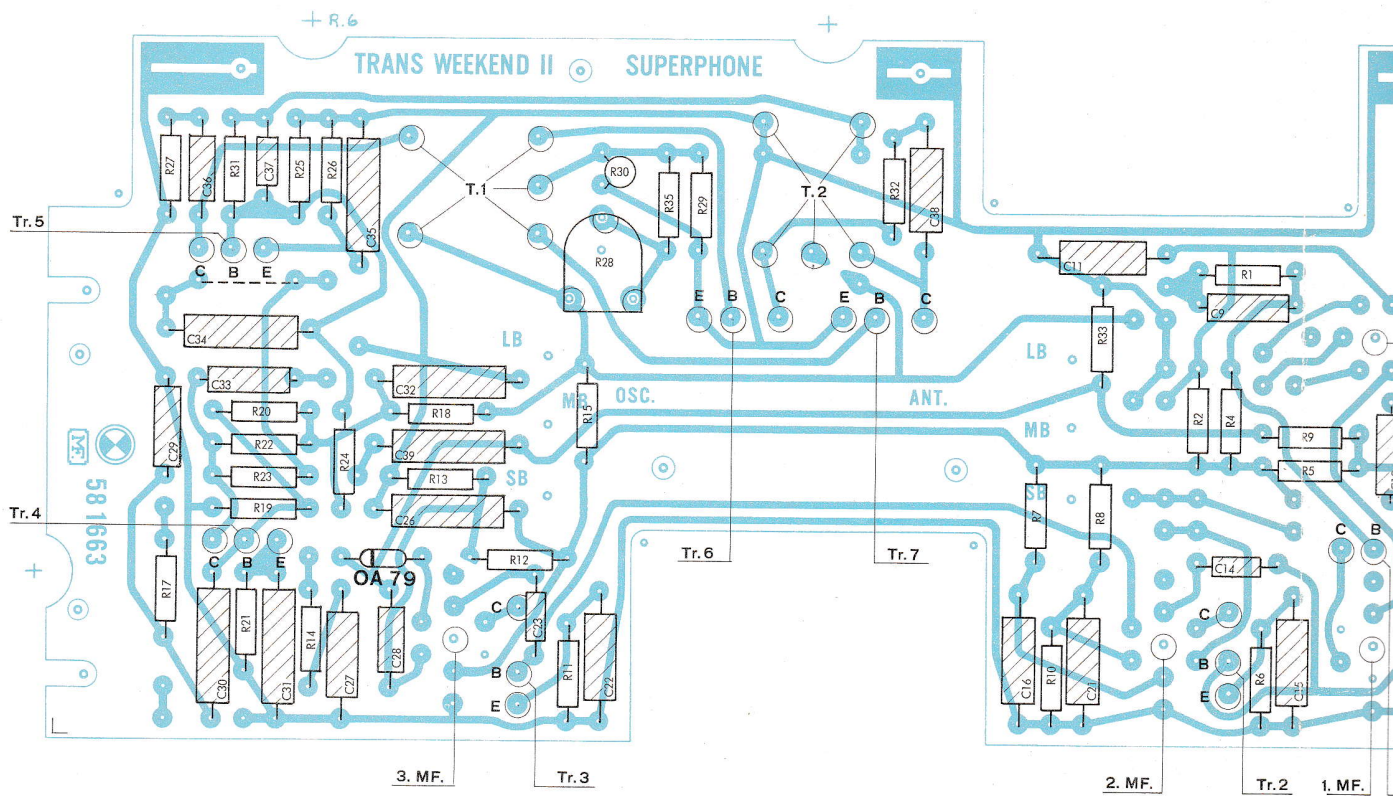 R.6
TRANS WEEKEND II SUPERPHONE
R27 C36 R31 C37 R25 R26 C35
T.1
R30 R35 R29
T.2
R32 C38
Tr.5
C B E
R28
C11
R1
C9
E B C E B C
C34
R33
LB
LB
C33
C32
R20
R18
MB OSC. ANT.
R15
R2 R4
C29
R22
R24
C39
MB
R9
R23
R13
R5
M.F.
581663
SB
SB
R19
C26
R7 R8
Tr.4
C B E
OA 79
R12
Tr.6
Tr.7
C14
C B
R17
R21
R14
C30 C31 C27 C28
C
C23
B
E
R11
C22
C16 R10 C21
C
B
E
R6
C15
3. MF.
Tr.3
2. MF.
Tr.2
1. MF.